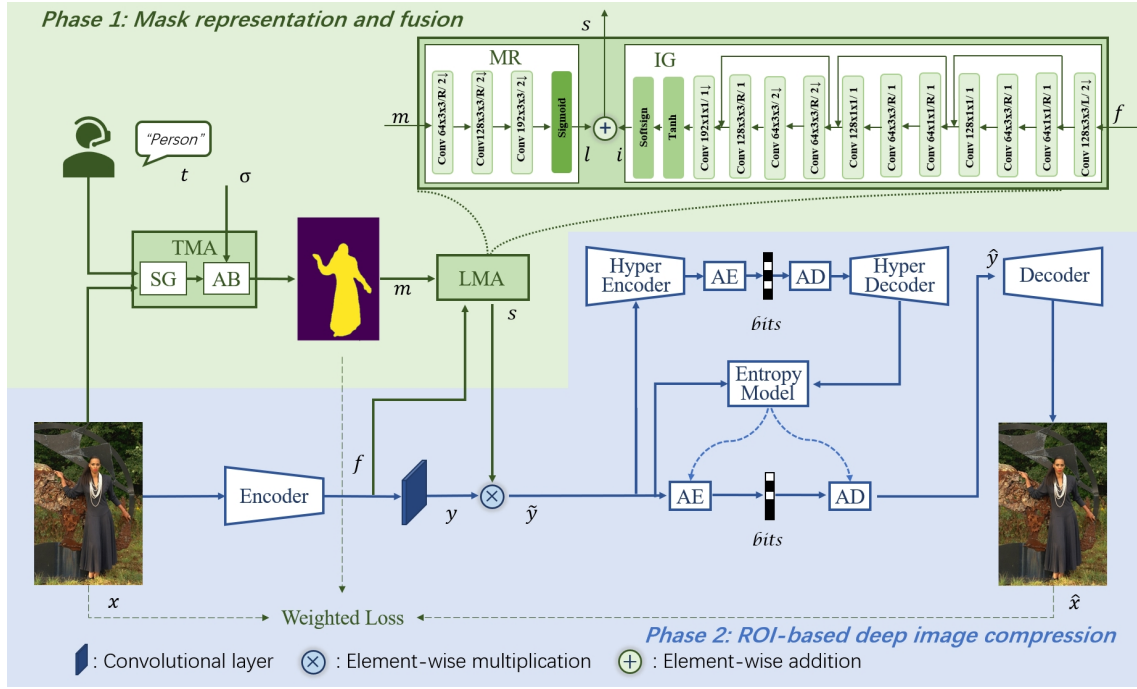 Phase 1: Mask representation and fusion
s
MR
IG
m
Conv 64x3x3/R/ 2↓
Conv128x3x3/R/ 2↓
Conv 192x3x3/ 2↓
Sigmoid
l
i
Softsign
Tanh
Conv 192x1x1/ 1↓
Conv 128x3x3/R/ 1
Conv 64x3x3/ 2↓
Conv 64x3x3/R/ 2↓
Conv 128x1x1/ 1
Conv 64x3x3/R/ 1
Conv 64x1x1/R/ 1
Conv 128x1x1/ 1
Conv 64x3x3/R/ 1
Conv 64x1x1/R/ 1
Conv 128x3x3/L/ 2↓
f
"Person"
t
σ
TMA
SG
AB
m
LMA
s
Hyper
Encoder
AE
AD
Hyper
Decoder
ŷ
Decoder
bits
Entropy
Model
Encoder
f
y
ỹ
AE
AD
bits
x
x̂
Weighted Loss
Phase 2: ROI-based deep image compression
: Convolutional layer
: Element-wise multiplication
: Element-wise addition